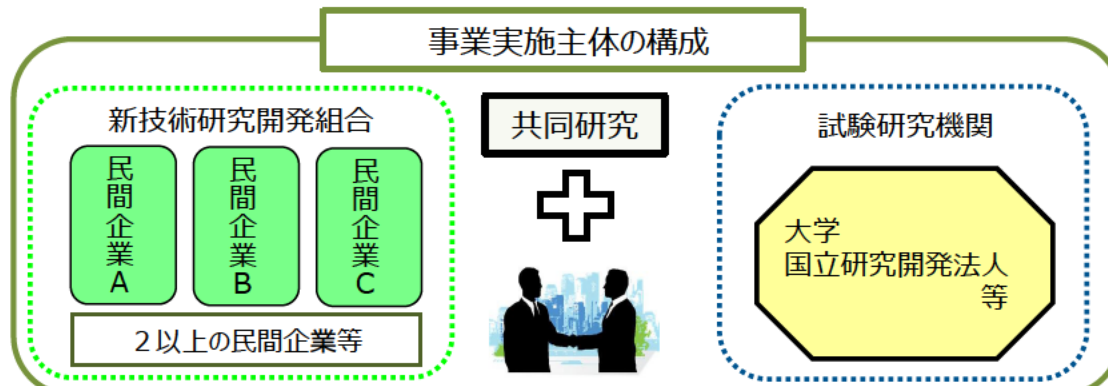 事業実施主体の構成
新技術研究開発組合
民間企業A
民間企業B
民間企業C
２以上の民間企業等
共同研究
試験研究機関
大学
国立研究開発法人
等